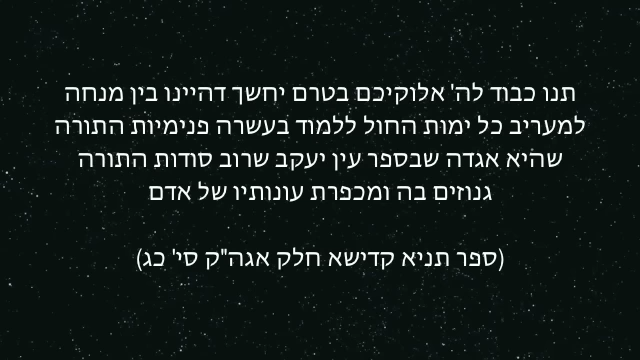 תנו כבוד לה' אלוקיכם בטרם יחשך דהיינו בין מנחה
למעריב כל ימות החול ללמוד בעשרה פנימיות התורה
שהיא אגדה שבספר עין יעקב שרוב סודות התורה
גנוזים בה ומכפרת עונותיו של אדם
(ספר תניא קדישא חלק אגה"ק סי' כג)